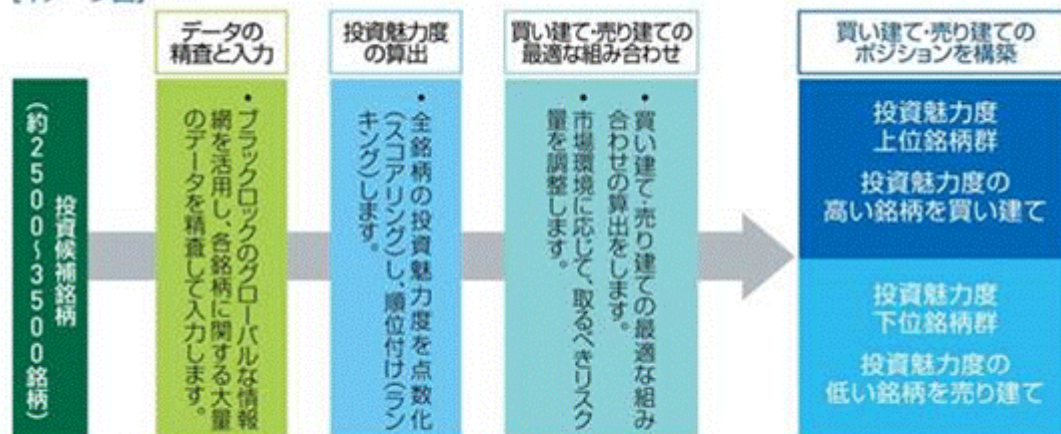 投資候補銘柄
(約2500〜3500銘柄)
データの
精査と入力
・ブラックロックのグローバルな情報
網を活用し、各銘柄に関する大量
のデータを精査して入力します。
投資魅力度
の算出
・全銘柄の投資魅力度を点数化
(スコアリング)し、順位付け(ラン
キング)します。
買い建て・売り建ての
最適な組み合わせ
・買い建て・売り建ての最適な組み
合わせの算出をします。
・市場環境に応じて、取るべきリスク
量を調整します。
買い建て・売り建ての
ポジションを構築
投資魅力度
上位銘柄群
投資魅力度の
高い銘柄を買い建て
投資魅力度
下位銘柄群
投資魅力度の
低い銘柄を売り建て